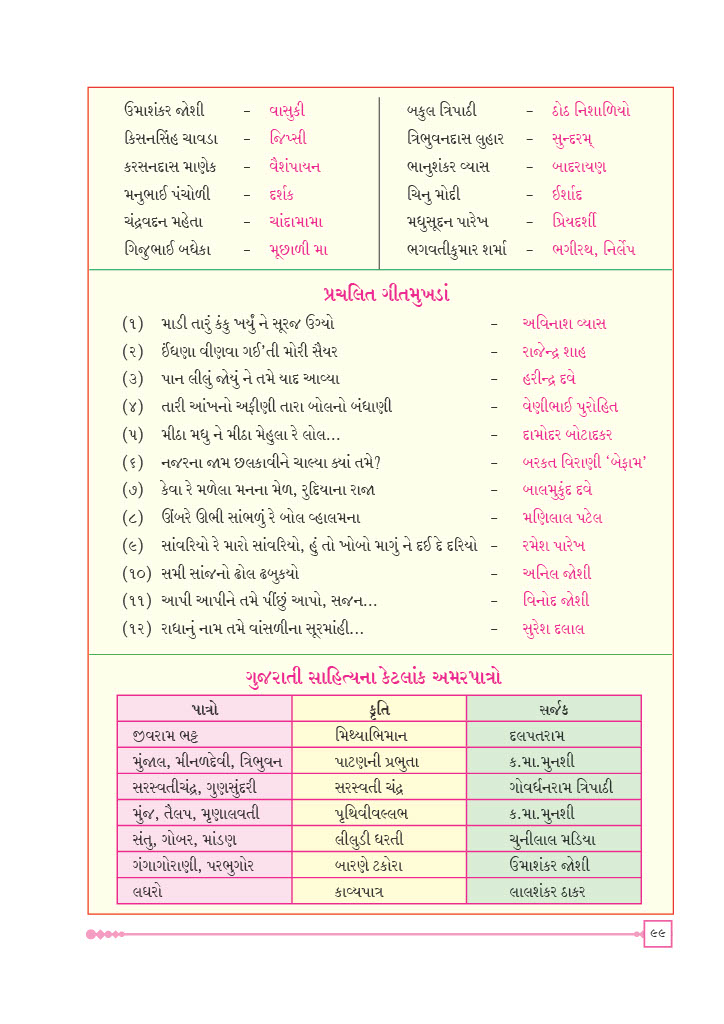 ઉમાશંકર જોશી – વાસુકી
કિસનસિંહ ચાવડા – જિપ્સી
કરસનદાસ માણેક – વૈશંપાયન
મનુભાઈ પંચોળી – દર્શક
ચંદ્રવદન મહેતા – ચાંદામામા
ગિજુભાઈ બધેકા – મૂછાળી મા
બકુલ ત્રિપાઠી – ઠોઠ નિશાળિયો
ત્રિભુવનદાસ લુહાર – સુન્દરમ્
ભાનુશંકર વ્યાસ – બાદરાયણ
ચિનુ મોદી – ઈર્શાદ
મધુસૂદન પારેખ – પ્રિયદર્શી
ભગવતીકુમાર શર્મા – ભગીરથ, નિર્લેપ
પ્રચલિત ગીતમુખડાં
(૧) માડી તારું કંકુ ખર્યું ને સૂરજ ઉગ્યો – અવિનાશ વ્યાસ
(૨) ઈંધણા વીણવા ગઈ'તી મોરી સૈયર – રાજેન્દ્ર શાહ
(૩) પાન લીલું જોયું ને તમે યાદ આવ્યા – હરીન્દ્ર દવે
(૪) તારી આંખનો અફીણી તારા બોલનો બંધાણી – વેણીભાઈ પુરોહિત
(૫) મીઠા મધુ ને મીઠા મેહુલા રે લોલ... – દામોદર બોટાદકર
(૬) નજરના જામ છલકાવીને ચાલ્યા ક્યાં તમે? – બરકત વિરાણી ‘બેફામ’
(૭) કેવા રે મળેલા મનના મેળ, રુદિયાના રાજા – બાલમુકુંદ દવે
(૮) ઊંબરે ઊભી સાંભળું રે બોલ વ્હાલમના – મણિલાલ પટેલ
(૯) સાંવરિયો રે મારો સાંવરિયો, હું તો ખોબો માગું ને દઈ દે દરિયો – રમેશ પારેખ
(૧૦) સમી સાંજનો ઢોલ ઢબુકયો – અનિલ જોશી
(૧૧) આપી આપીને તમે પીંછું આપો, સજન... – વિનોદ જોશી
(૧૨) રાધાનું નામ તમે વાંસળીના સૂરમાંહી... – સુરેશ દલાલ
ગુજરાતી સાહિત્યના કેટલાંક અમરપાત્રો
પાત્રો કૃતિ સર્જક
જીવરામ ભટ્ટ મિથ્યાભિમાન દલપતરામ
મુંજાલ, મીનળદેવી, ત્રિભુવન પાટણની પ્રભુતા ક.મા.મુનશી
સરસ્વતીચંદ્ર, ગુણસુંદરી સરસ્વતી ચંદ્ર ગોવર્ધનરામ ત્રિપાઠી
મુંજ, તૈલપ, મૃણાલવતી પૃથિવીવલ્લભ ક.મા.મુનશી
સંતુ, ગોબર, માંડણ લીલુડી ધરતી ચુનીલાલ મડિયા
ગંગાગોરાણી, પરભુગોર બારણે ટકોરા ઉમાશંકર જોશી
લઘરો કાવ્યપાત્ર લાલશંકર ઠાકર
૯૯